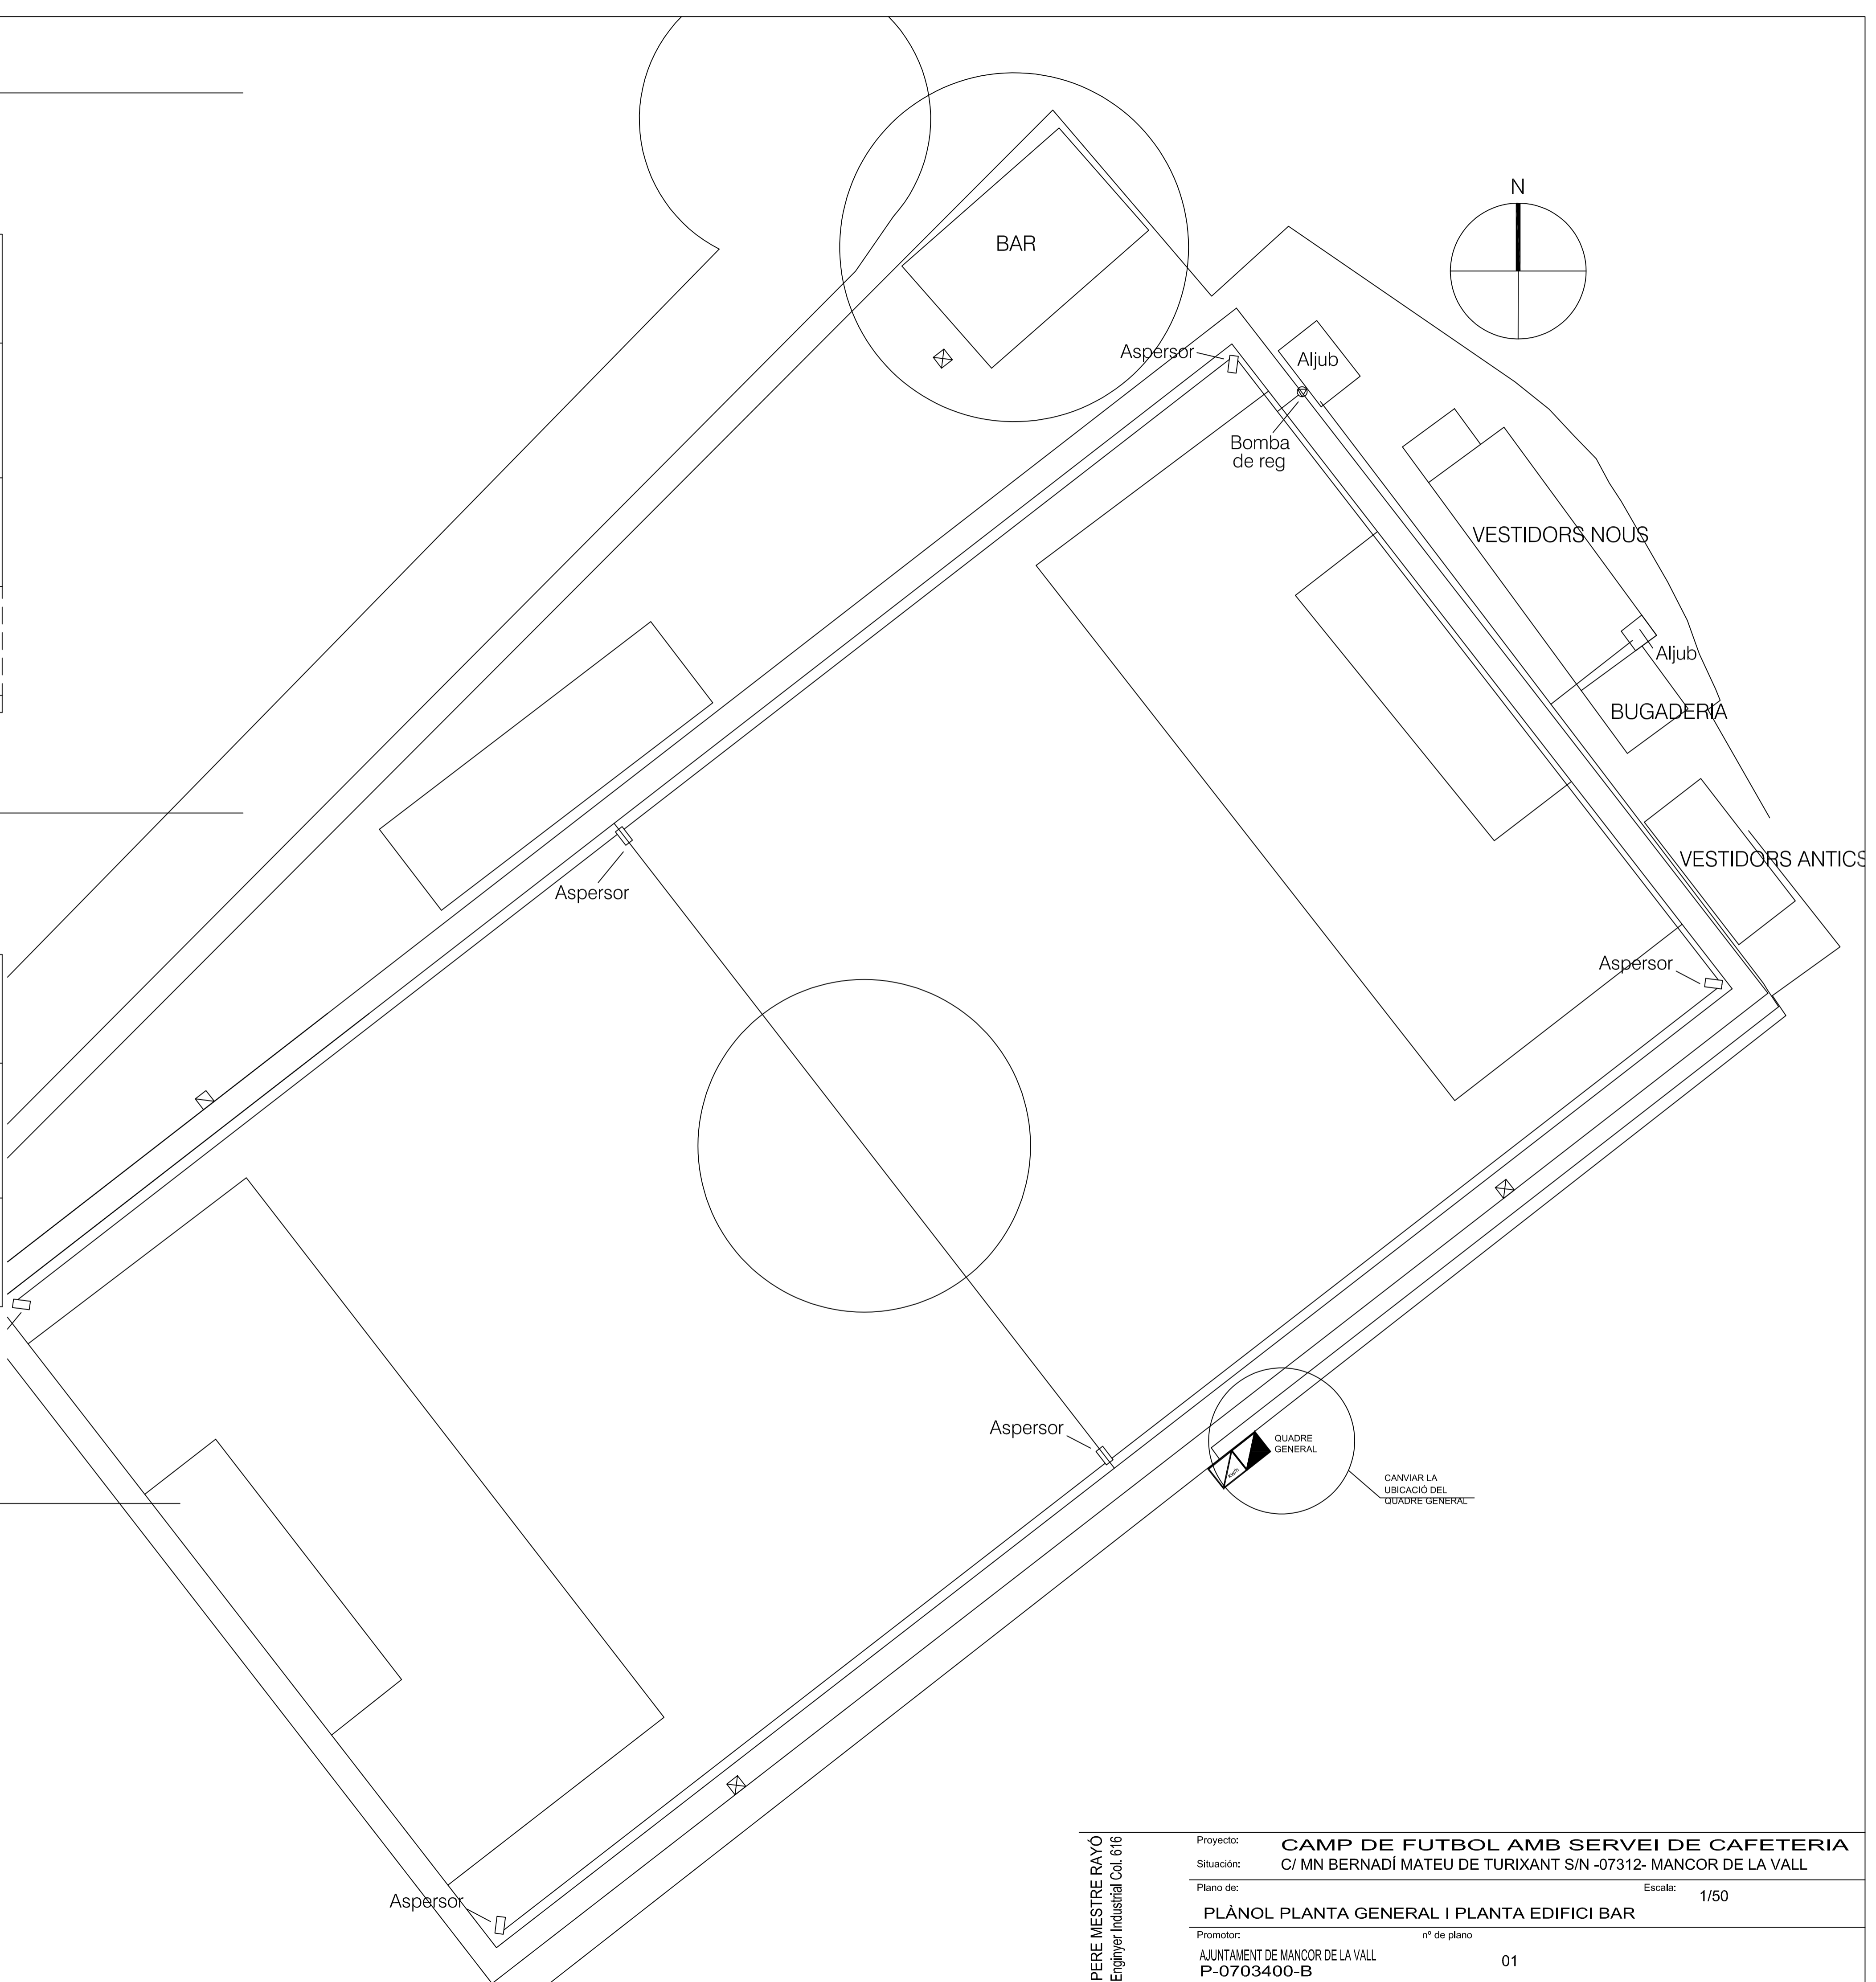 N
BAR
Aspersor
Aljub
Bomba
de reg
VESTIDORS NOUS
Aljub
BUGADERIA
VESTIDORS ANTICS
Aspersor
Aspersor
Aspersor
QUADRE
GENERAL
Kw/h
CANVIAR LA
UBICACIÓ DEL
QUADRE GENERAL
Aspersor
PERE MESTRE RAYÓ
Enginyer Industrial Col. 616
Proyecto: CAMP DE FUTBOL AMB SERVEI DE CAFETERIA
Situación: C/ MN BERNADÍ MATEU DE TURIXANT S/N -07312- MANCOR DE LA VALL
Plano de: Escala: 1/50
PLÀNOL PLANTA GENERAL I PLANTA EDIFICI BAR
Promotor: nº de plano
AJUNTAMENT DE MANCOR DE LA VALL 01
P-0703400-B